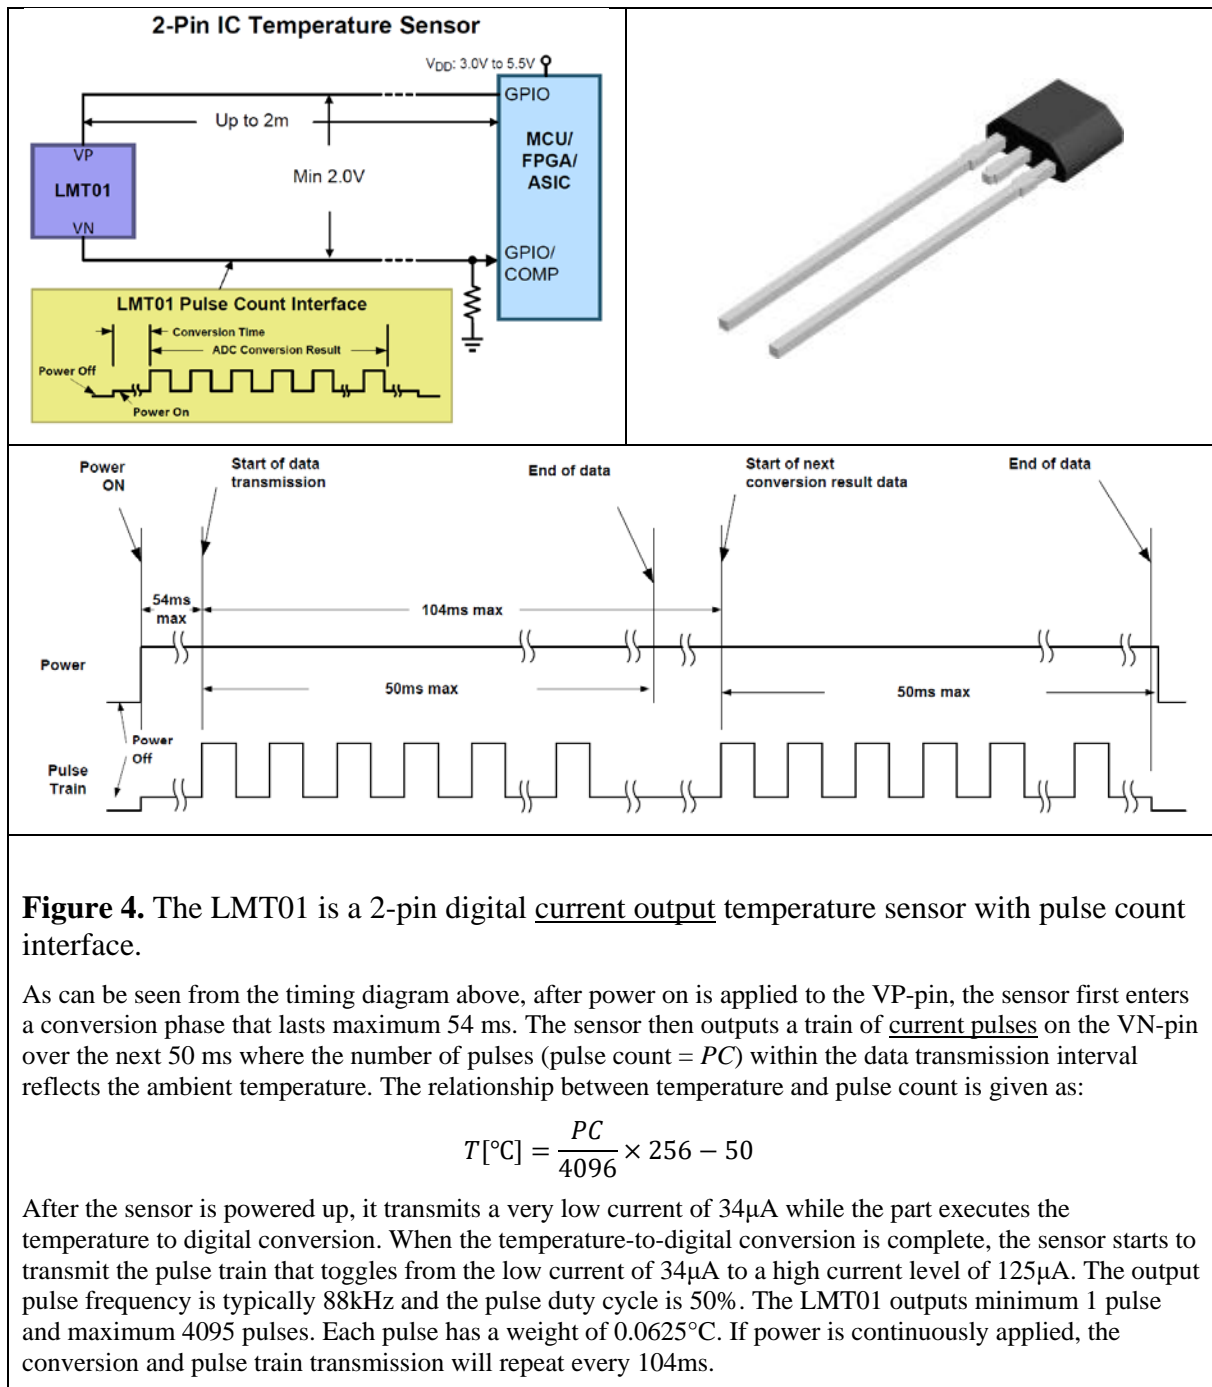 2-Pin IC Temperature Sensor
VDD: 3.0V to 5.5V
GPIO
Up to 2m
MCU/
FPGA/
ASIC
VP
LMT01
Min 2.0V
VN
GPIO/
COMP
LMT01 Pulse Count Interface
Conversion Time
ADC Conversion Result
Power Off
Power On
Power
ON
Start of data
transmission
End of data
Start of next
conversion result data
End of data
54ms
max
104ms max
Power
50ms max
50ms max
Power
Off
Pulse
Train
Figure 4. The LMT01 is a 2-pin digital current output temperature sensor with pulse count
interface.
As can be seen from the timing diagram above, after power on is applied to the VP-pin, the sensor first enters
a conversion phase that lasts maximum 54 ms. The sensor then outputs a train of current pulses on the VN-pin
over the next 50 ms where the number of pulses (pulse count = PC) within the data transmission interval
reflects the ambient temperature. The relationship between temperature and pulse count is given as:
T[°C] = PC/4096 × 256 − 50
After the sensor is powered up, it transmits a very low current of 34μA while the part executes the
temperature to digital conversion. When the temperature-to-digital conversion is complete, the sensor starts to
transmit the pulse train that toggles from the low current of 34μA to a high current level of 125μA. The output
pulse frequency is typically 88kHz and the pulse duty cycle is 50%. The LMT01 outputs minimum 1 pulse
and maximum 4095 pulses. Each pulse has a weight of 0.0625°C. If power is continuously applied, the
conversion and pulse train transmission will repeat every 104ms.